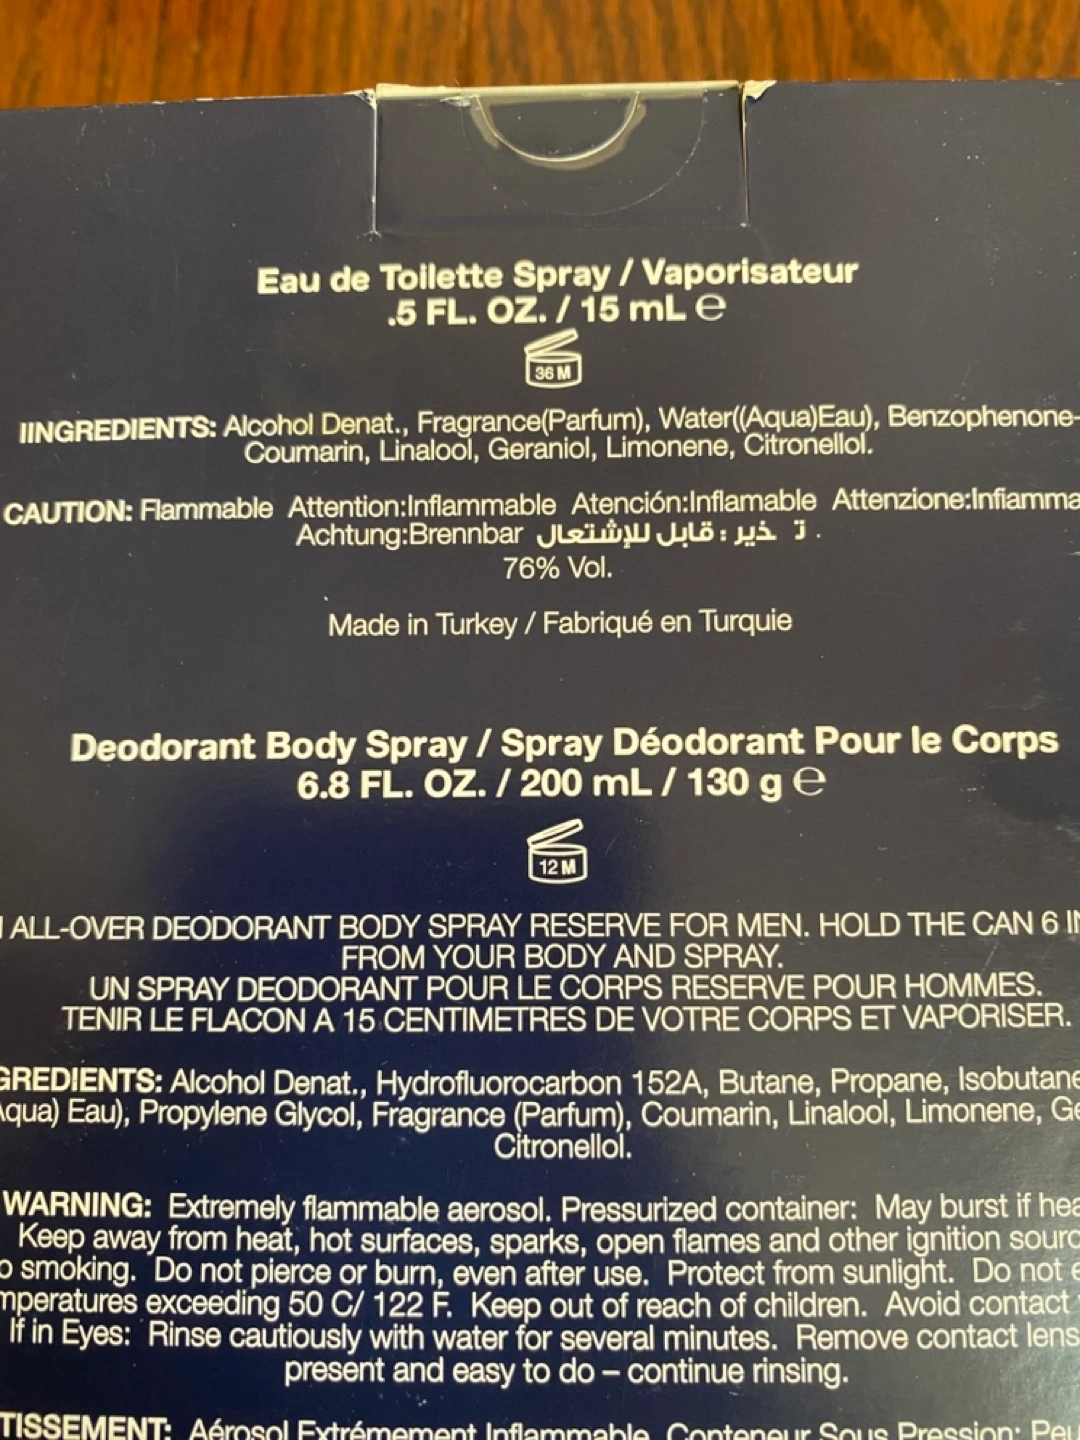 Eau de Toilette Spray / Vaporisateur
.5 FL. OZ. / 15 mL ℮
36 M
IINGREDIENTS: Alcohol Denat., Fragrance(Parfum), Water((Aqua)Eau), Benzophenone-
Coumarin, Linalool, Geraniol, Limonene, Citronellol.
CAUTION: Flammable Attention:Inflammable Atención:Inflamable Attenzione:Infiamma
Achtung:Brennbar تـ خذير : قابل للإشتعال .
76% Vol.
Made in Turkey / Fabriqué en Turquie
Deodorant Body Spray / Spray Déodorant Pour le Corps
6.8 FL. OZ. / 200 mL / 130 g ℮
12 M
ALL-OVER DEODORANT BODY SPRAY RESERVE FOR MEN. HOLD THE CAN 6 IN
FROM YOUR BODY AND SPRAY.
UN SPRAY DEODORANT POUR LE CORPS RESERVE POUR HOMMES.
TENIR LE FLACON A 15 CENTIMETRES DE VOTRE CORPS ET VAPORISER.
GREDIENTS: Alcohol Denat., Hydrofluorocarbon 152A, Butane, Propane, Isobutane
Aqua) Eau), Propylene Glycol, Fragrance (Parfum), Coumarin, Linalool, Limonene, Ge
Citronellol.
WARNING: Extremely flammable aerosol. Pressurized container: May burst if hea
Keep away from heat, hot surfaces, sparks, open flames and other ignition sourc
o smoking. Do not pierce or burn, even after use. Protect from sunlight. Do not e
mperatures exceeding 50 C/ 122 F. Keep out of reach of children. Avoid contact
If in Eyes: Rinse cautiously with water for several minutes. Remove contact lens
present and easy to do – continue rinsing.
TISSEMENT: Aérosol Extrémement Inflammable. Conteneur Sous Pression: Peu